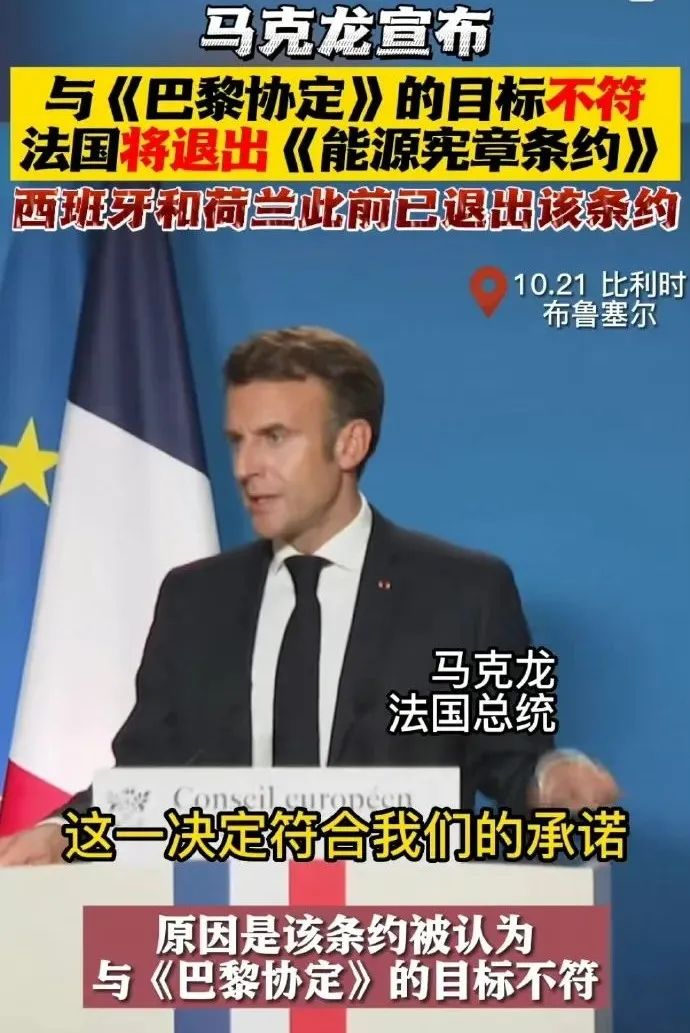 马克龙宣布
与《巴黎协定》的目标不符
法国将退出《能源宪章条约》
西班牙和荷兰此前已退出该条约
10.21 比利时
布鲁塞尔
马克龙
法国总统
Conseil européen
这一决定符合我们的承诺
原因是该条约被认为
与《巴黎协定》的目标不符